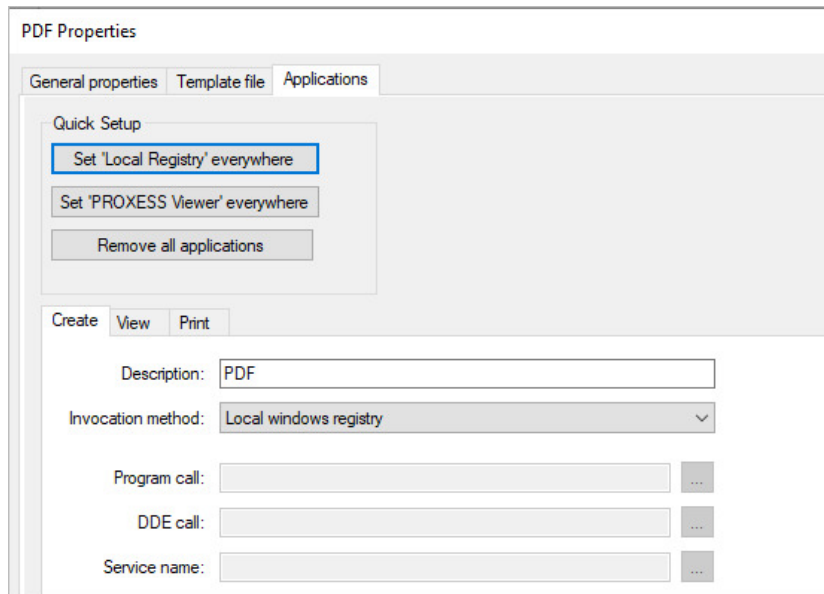 PDF Properties
General properties Template file Applications
Quick Setup
Set 'Local Registry' everywhere
Set 'PROXESS Viewer' everywhere
Remove all applications
Create View Print
Description: PDF
Invocation method: Local windows registry
Program call: ...
DDE call: ...
Service name: ...